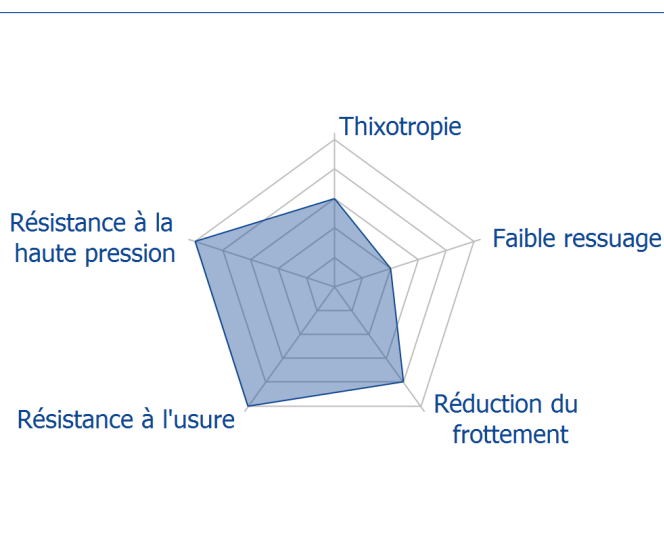 Thixotropie
Résistance à la
haute pression
Faible ressuage
Résistance à l'usure
Réduction du
frottement